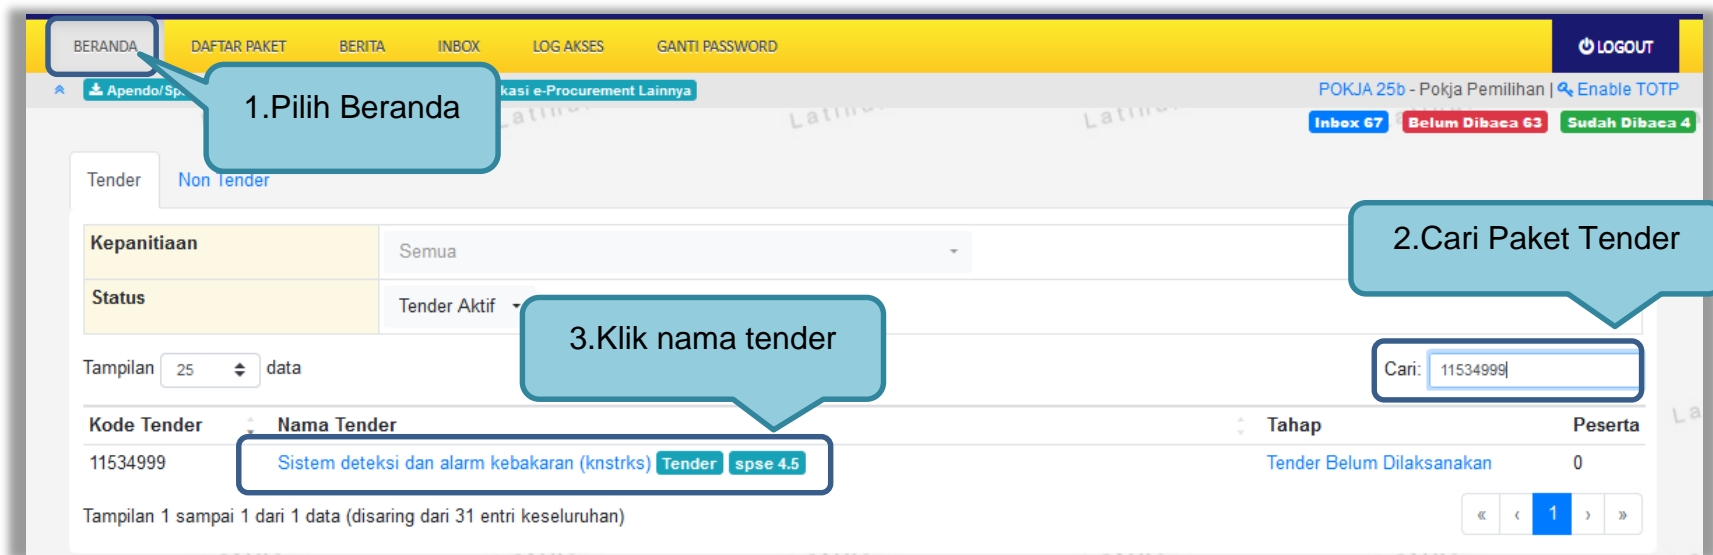 BERANDA DAFTAR PAKET BERITA INBOX LOG AKSES GANTI PASSWORD LOGOUT
1.Pilih Beranda
Apendo/Sp kasi e-Procurement Lainnya POKJA 25b - Pokja Pemilihan | Enable TOTP
Latihan Latihan
Inbox 67 Belum Dibaca 63 Sudah Dibaca 4
Tender Non Tender
2.Cari Paket Tender
Kepanitiaan Semua
Status Tender Aktif
3.Klik nama tender
Tampilan 25 data Cari: 11534999
Kode Tender Nama Tender Tahap Peserta
11534999 Sistem deteksi dan alarm kebakaran (knstrks) Tender spse 4.5 Tender Belum Dilaksanakan 0
Tampilan 1 sampai 1 dari 1 data (disaring dari 31 entri keseluruhan) « ‹ 1 › »